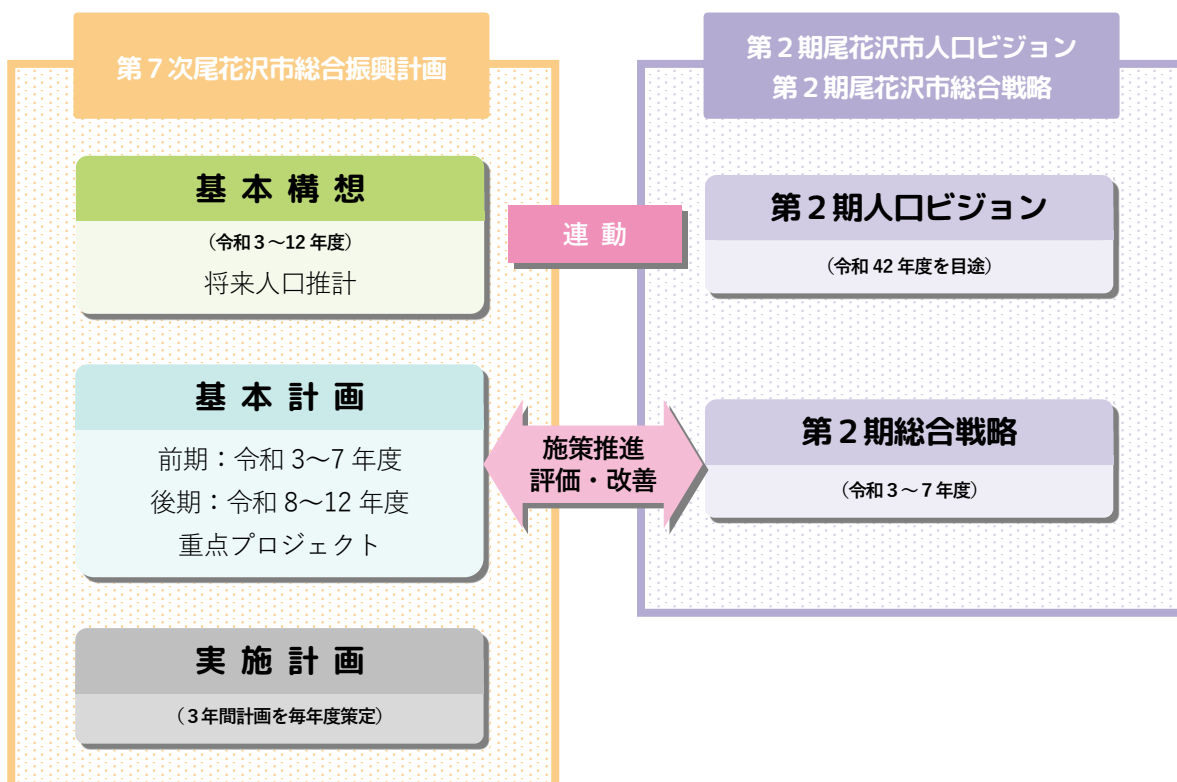 第７次尾花沢市総合振興計画
基本構想
（令和３～12 年度）
将来人口推計
基本計画
前期：令和 3～7 年度
後期：令和 8～12 年度
重点プロジェクト
実施計画
（３年間計画を毎年度策定）
連動
施策推進
評価・改善
第２期尾花沢市人口ビジョン
第２期尾花沢市総合戦略
第２期人口ビジョン
（令和 42 年度を目途）
第２期総合戦略
（令和３～７年度）